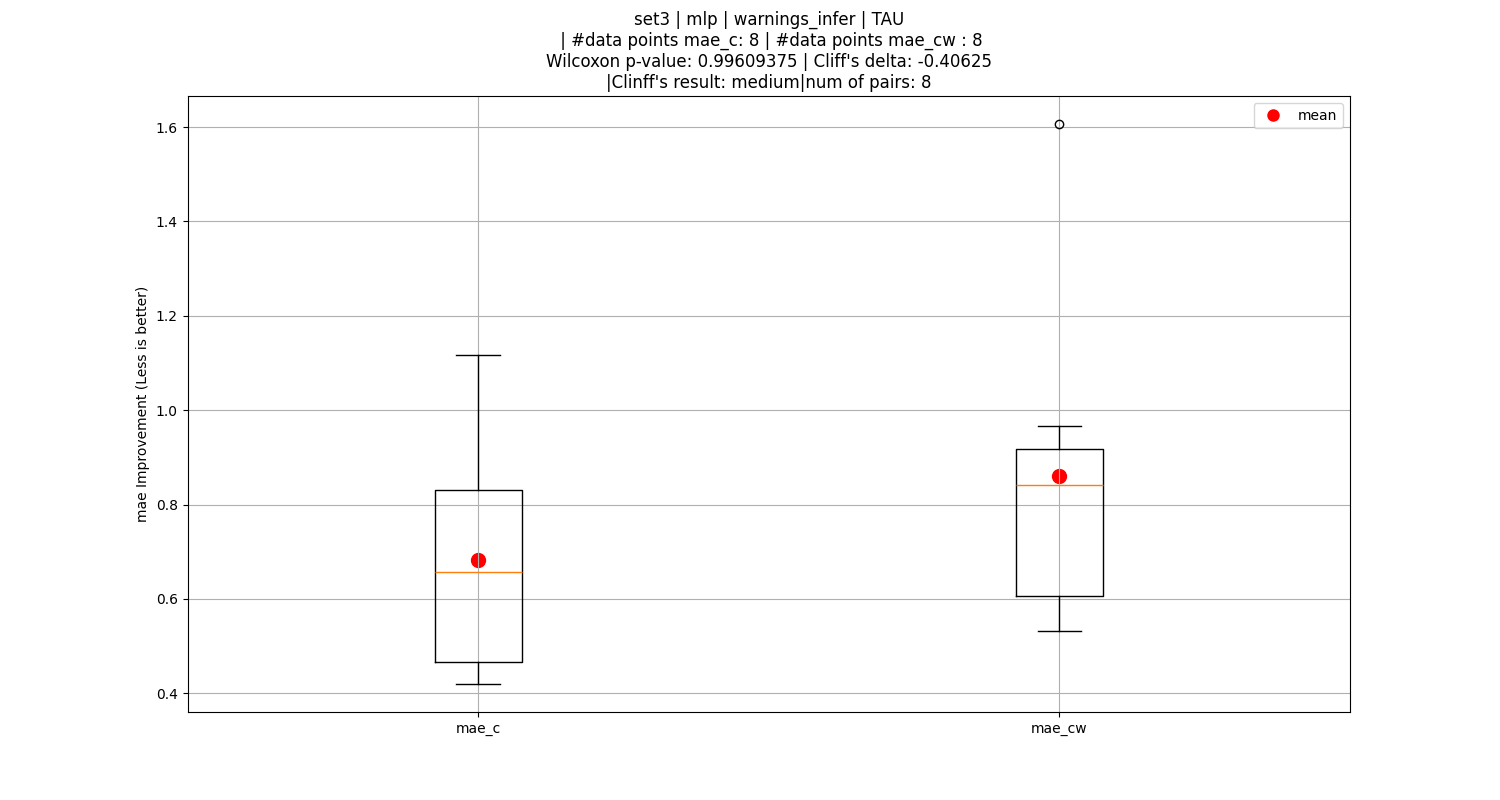 set3 | mlp | warnings_infer | TAU
| #data points mae_c: 8 | #data points mae_cw : 8
Wilcoxon p-value: 0.99609375 | Cliff's delta: -0.40625
|Clinff's result: medium|num of pairs: 8
mean
1.6
1.4
1.2
1.0
0.8
0.6
0.4
mae Improvement (Less is better)
mae_c
mae_cw